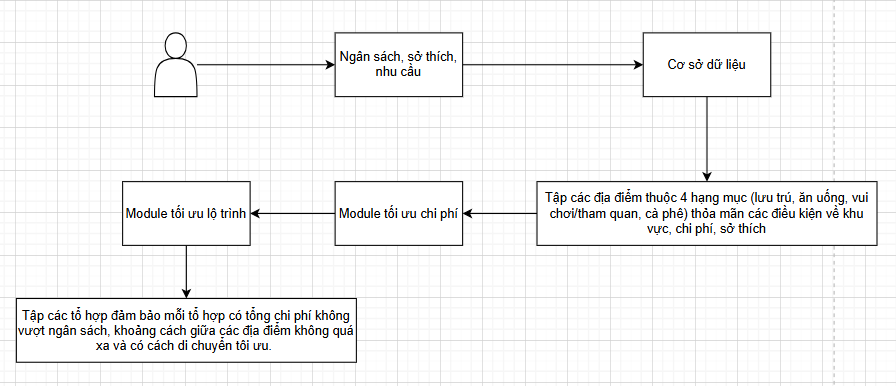 Ngân sách, sở thích,
nhu cầu
Cơ sở dữ liệu
Module tối ưu lộ trình
Module tối ưu chi phí
Tập các địa điểm thuộc 4 hạng mục (lưu trú, ăn uống, vui
chơi/tham quan, cà phê) thỏa mãn các điều kiện về khu
vực, chi phí, sở thích
Tập các tổ hợp đảm bảo mỗi tổ hợp có tổng chi phí không
vượt ngân sách, khoảng cách giữa các địa điểm không quá
xa và có cách di chuyển tôi ưu.